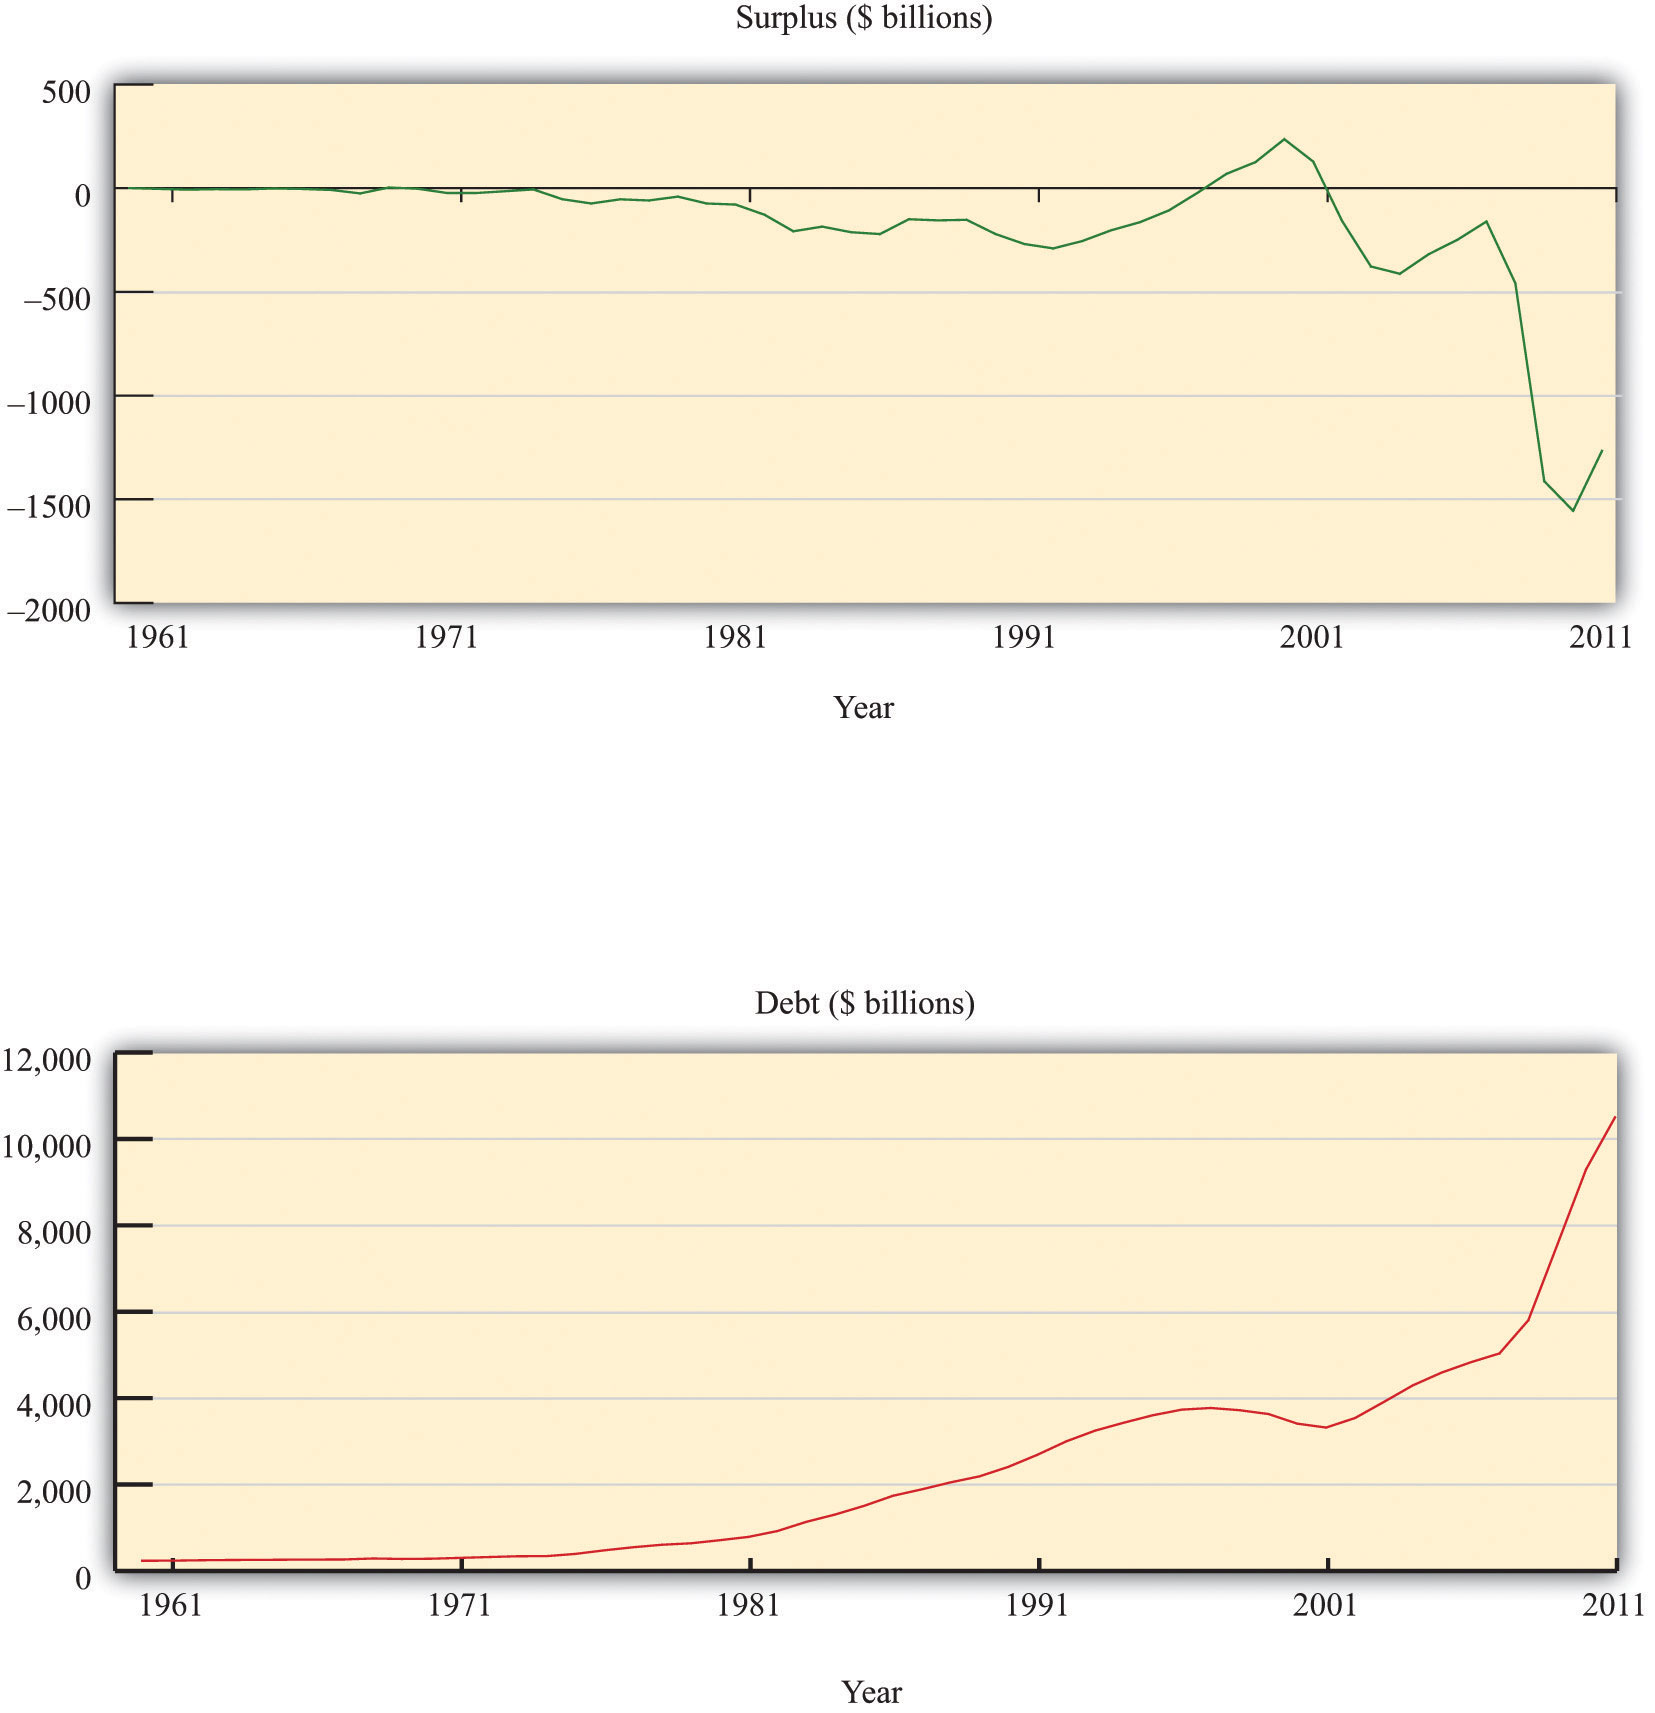 Surplus ($ billions)
500
0
–500
–1000
–1500
–2000
1961 1971 1981 1991 2001 2011
Year
Debt ($ billions)
12,000
10,000
8,000
6,000
4,000
2,000
0
1961 1971 1981 1991 2001 2011
Year